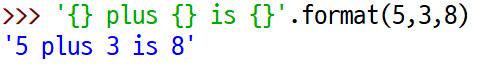 >>> '{} plus {} is {}'.format(5,3,8)
'5 plus 3 is 8'